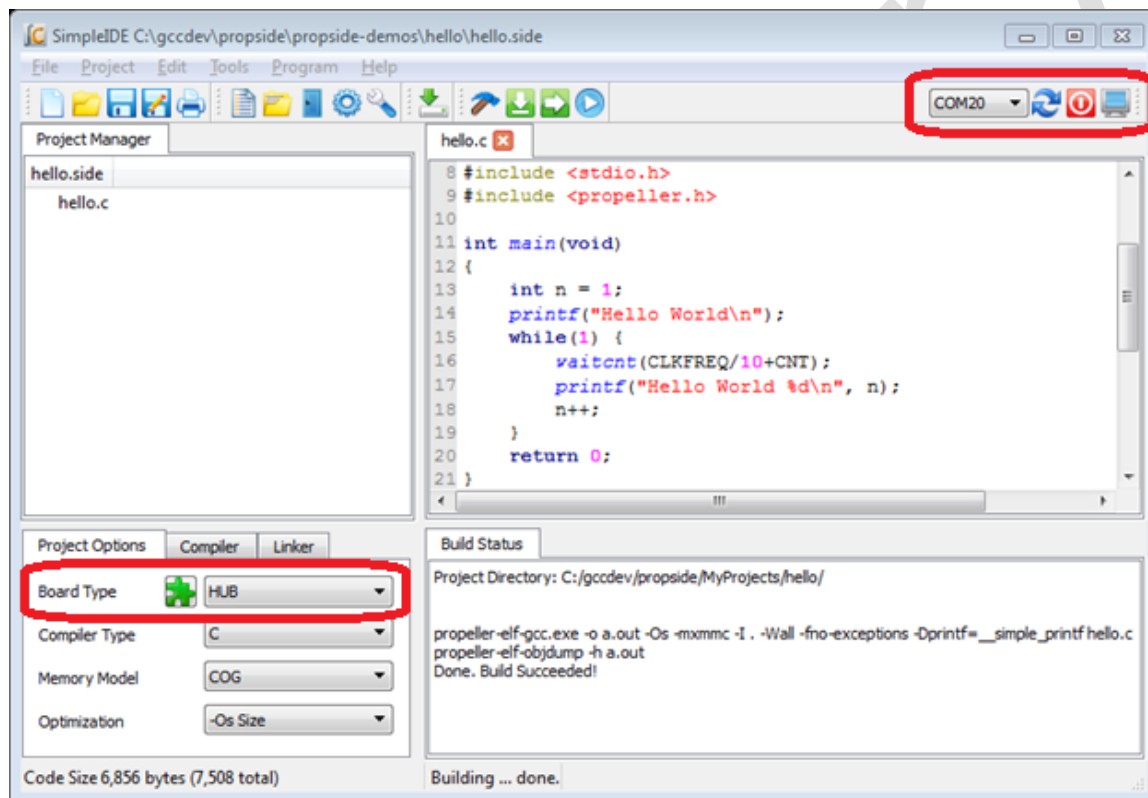 SimpleIDE C:\gccdev\propside\propside-demos\hello\hello.side
File Project Edit Tools Program Help
COM20
Project Manager
hello.side
hello.c
hello.c
8 #include <stdio.h>
9 #include <propeller.h>
10
11 int main(void)
12 {
13     int n = 1;
14     printf("Hello World\n");
15     while(1) {
16         waitcnt(CLKFREQ/10+CNT);
17         printf("Hello World %d\n", n);
18         n++;
19     }
20     return 0;
21 }
Project Options Compiler Linker
Board Type HUB
Compiler Type C
Memory Model COG
Optimization -Os Size
Build Status
Project Directory: C:/gccdev/propside/MyProjects/hello/
propeller-elf-gcc.exe -o a.out -Os -mxmmc -I . -Wall -fno-exceptions -Dprintf=__simple_printf hello.c
propeller-elf-objdump -h a.out
Done. Build Succeeded!
Code Size 6,856 bytes (7,508 total)
Building ... done.